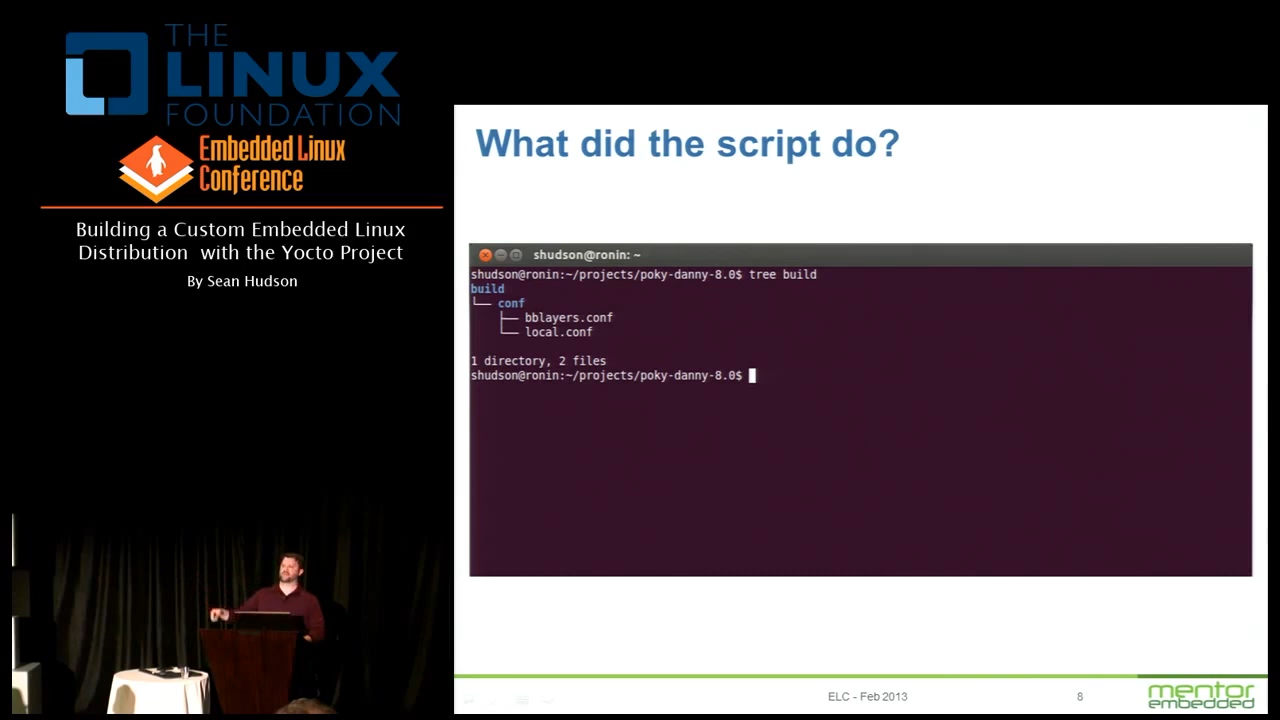 THE
LINUX
FOUNDATION
Embedded Linux
Conference
Building a Custom Embedded Linux
Distribution with the Yocto Project
By Sean Hudson
What did the script do?
shudson@ronin: ~
shudson@ronin:~/projects/poky-danny-8.0$ tree build
build
└── conf
    ├── bblayers.conf
    └── local.conf
1 directory, 2 files
shudson@ronin:~/projects/poky-danny-8.0$
ELC - Feb 2013
8
mentor
embedded